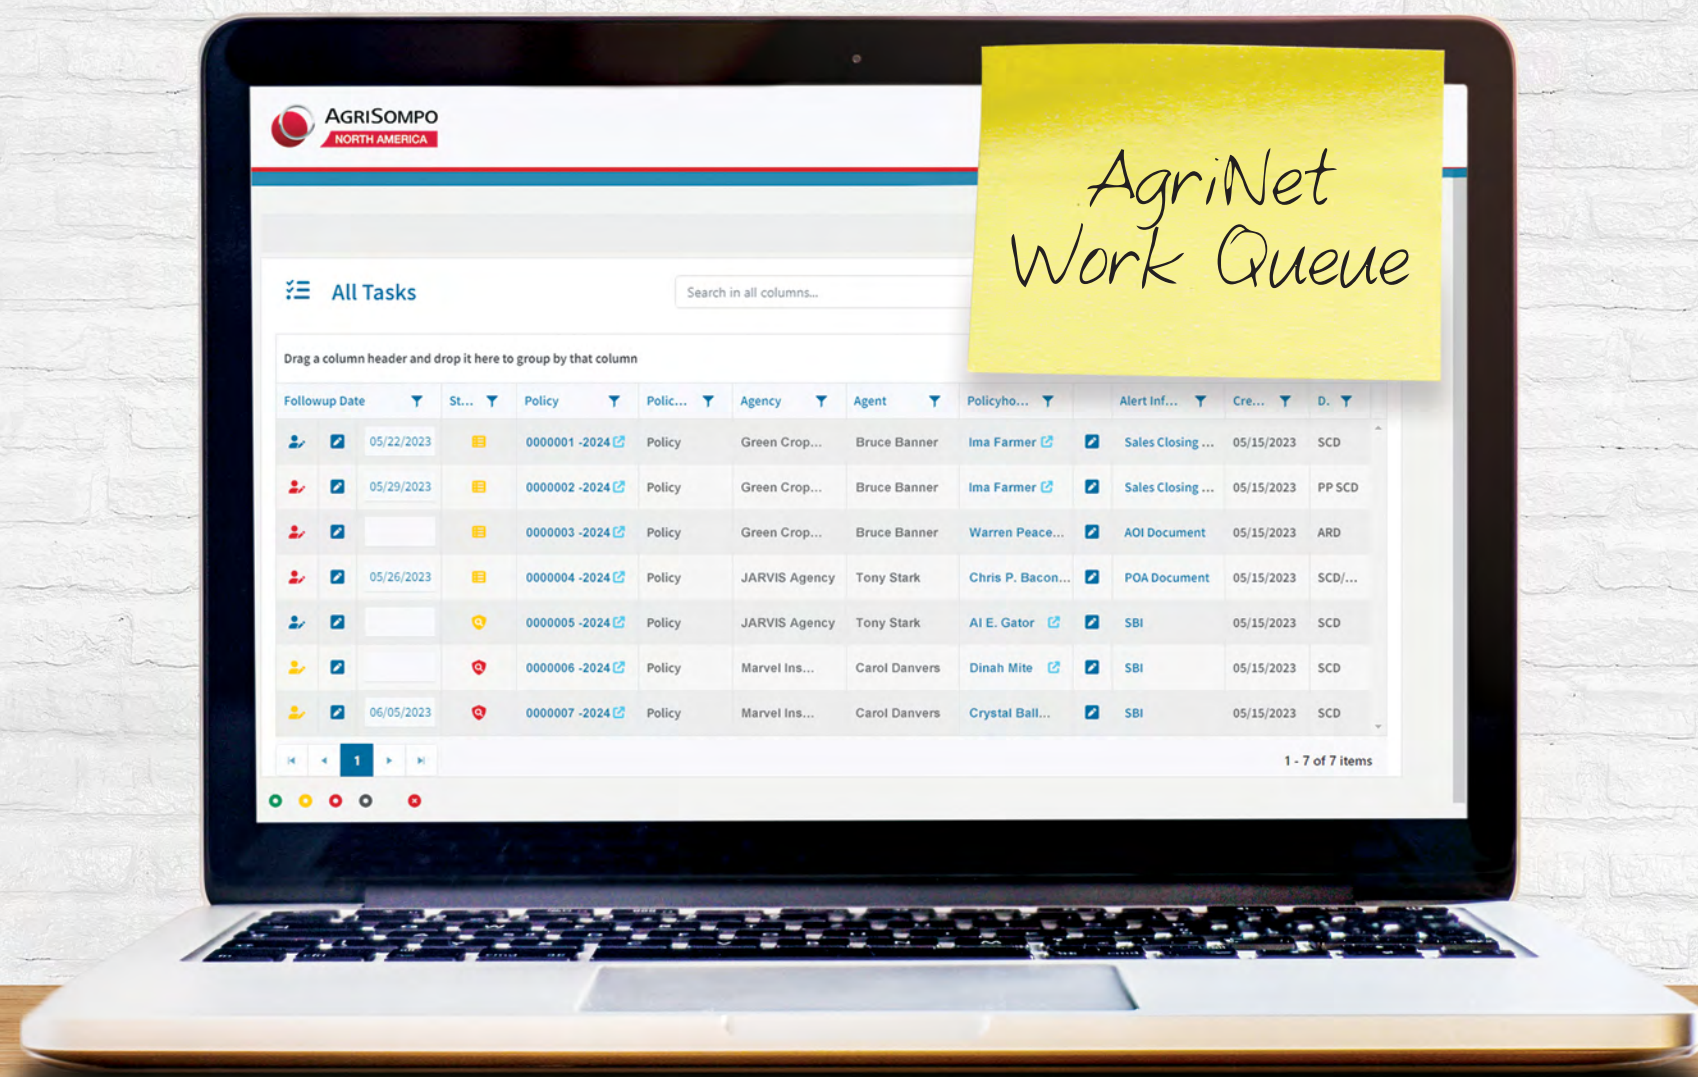 AGRISOMPO
NORTH AMERICA
AgriNet
Work Queue
All Tasks
Search in all columns...
Drag a column header and drop it here to group by that column
Followup Date St... Policy Polic... Agency Agent Policyho... Alert Inf... Cre... D.
05/22/2023 0000001 -2024 Policy Green Crop... Bruce Banner Ima Farmer Sales Closing ... 05/15/2023 SCD
05/29/2023 0000002 -2024 Policy Green Crop... Bruce Banner Ima Farmer Sales Closing ... 05/15/2023 PP SCD
0000003 -2024 Policy Green Crop... Bruce Banner Warren Peace... AOI Document 05/15/2023 ARD
05/26/2023 0000004 -2024 Policy JARVIS Agency Tony Stark Chris P. Bacon... POA Document 05/15/2023 SCD/...
0000005 -2024 Policy JARVIS Agency Tony Stark Al E. Gator SBI 05/15/2023 SCD
0000006 -2024 Policy Marvel Ins... Carol Danvers Dinah Mite SBI 05/15/2023 SCD
06/05/2023 0000007 -2024 Policy Marvel Ins... Carol Danvers Crystal Ball... SBI 05/15/2023 SCD
1
1 - 7 of 7 items